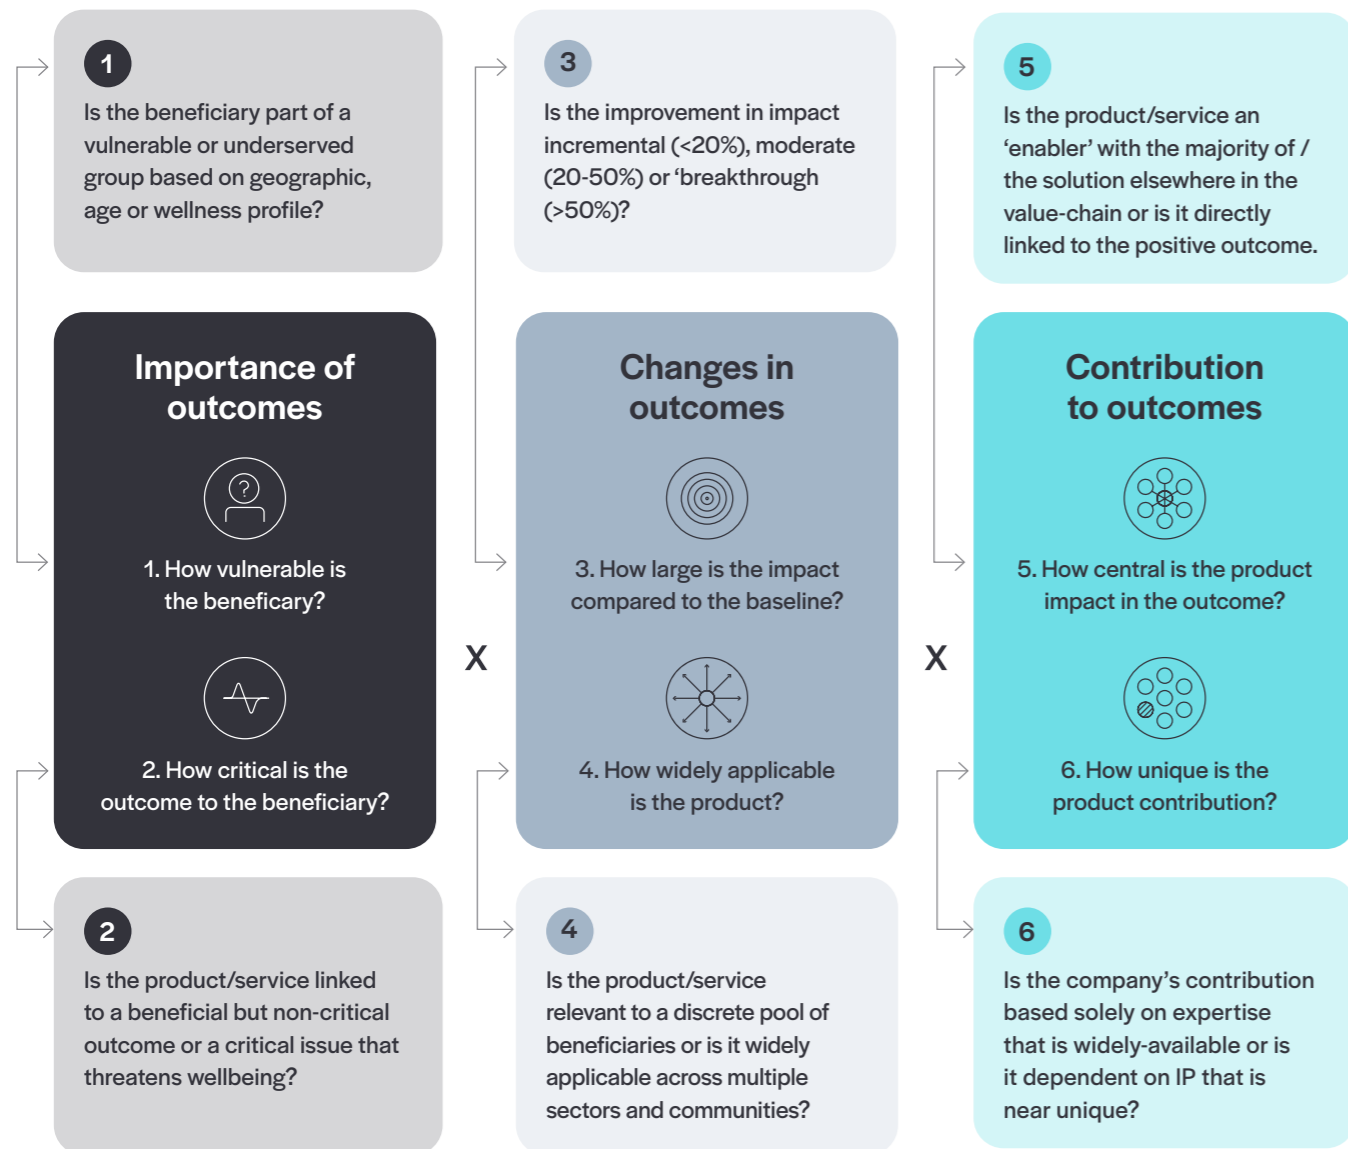 1
Is the beneficiary part of a
vulnerable or underserved
group based on geographic,
age or wellness profile?
3
Is the improvement in impact
incremental (<20%), moderate
(20-50%) or ‘breakthrough
(>50%)?
5
Is the product/service an
‘enabler’ with the majority of /
the solution elsewhere in the
value-chain or is it directly
linked to the positive outcome.
Importance of
outcomes
?
1. How vulnerable is
the beneficary?
2. How critical is the
outcome to the beneficiary?
X
Changes in
outcomes
3. How large is the impact
compared to the baseline?
4. How widely applicable
is the product?
X
Contribution
to outcomes
5. How central is the product
impact in the outcome?
6. How unique is the
product contribution?
2
Is the product/service linked
to a beneficial but non-critical
outcome or a critical issue that
threatens wellbeing?
4
Is the product/service
relevant to a discrete pool of
beneficiaries or is it widely
applicable across multiple
sectors and communities?
6
Is the company’s contribution
based solely on expertise
that is widely-available or is
it dependent on IP that is
near unique?